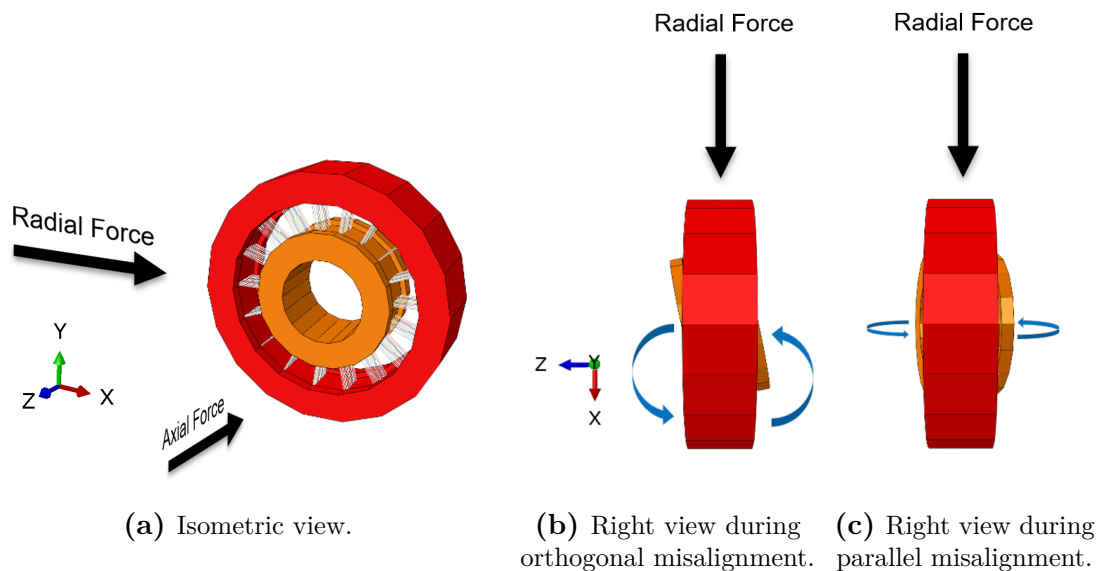 Radial Force
Radial Force
Radial Force
Y
Z
X
Axial Force
Z
Y
X
(a) Isometric view.
(b) Right view during
orthogonal misalignment.
(c) Right view during
parallel misalignment.